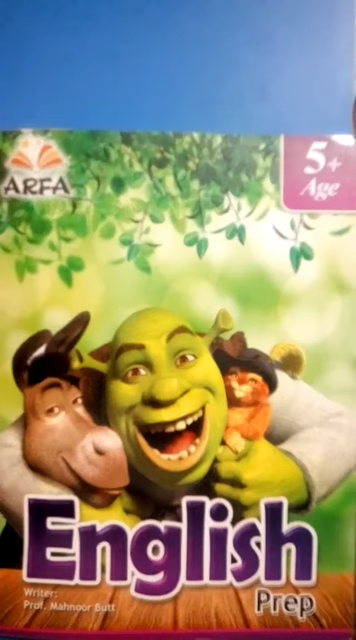 5+
Age
ARFA
English
Prep
Writer:
Prof. Mahnoor Butt